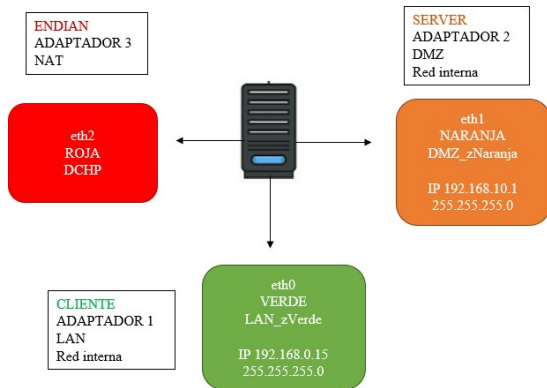 ENDIAN
ADAPTADOR 3
NAT
SERVER
ADAPTADOR 2
DMZ
Red interna
eth2
ROJA
DCHP
eth1
NARANJA
DMZ_zNaranja
IP 192.168.10.1
255.255.255.0
CLIENTE
ADAPTADOR 1
LAN
Red interna
eth0
VERDE
LAN_zVerde
IP 192.168.0.15
255.255.255.0